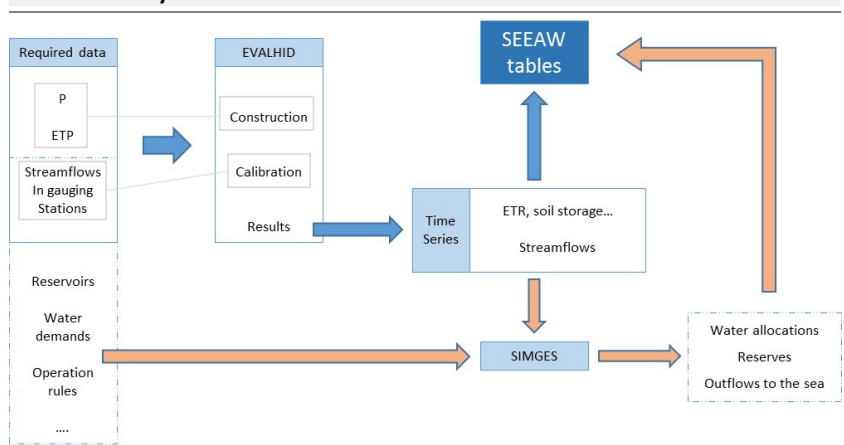 Required data
P
ETP
Streamflows
In gauging
Stations
Reservoirs
Water
demands
Operation
rules
....
EVALHID
Construction
Calibration
Results
Time
Series
ETR, soil storage...
Streamflows
SEEAW
tables
SIMGES
Water allocations
Reserves
Outflows to the sea